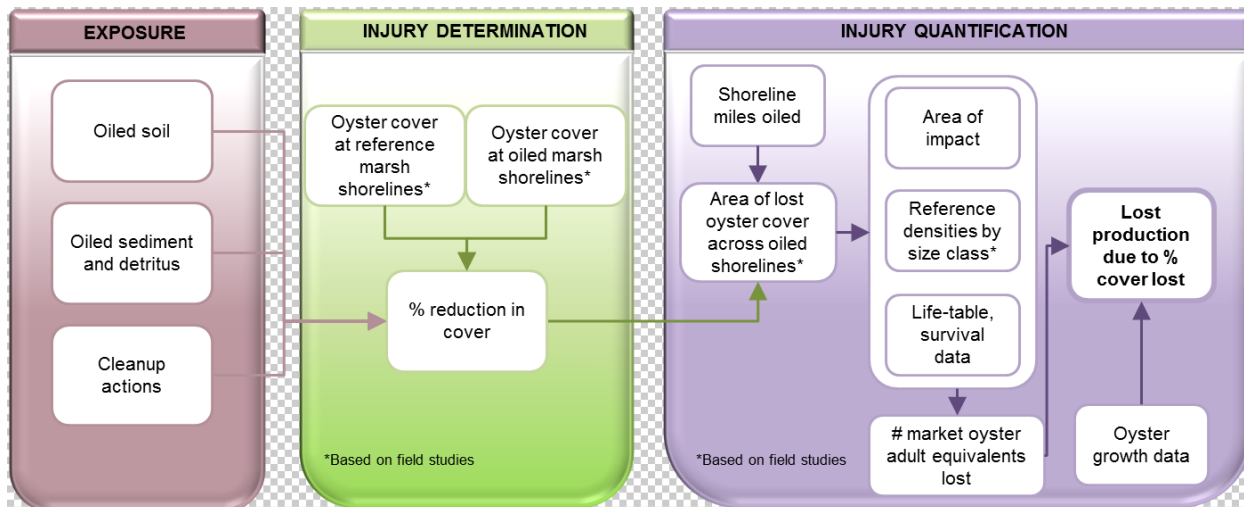 EXPOSURE
Oiled soil
Oiled sediment
and detritus
Cleanup
actions
INJURY DETERMINATION
Oyster cover
at reference
marsh
shorelines*
Oyster cover
at oiled marsh
shorelines*
% reduction in
cover
*Based on field studies
INJURY QUANTIFICATION
Shoreline
miles oiled
Area of lost
oyster cover
across oiled
shorelines*
Area of
impact
Reference
densities by
size class*
Life-table,
survival
data
# market oyster
adult equivalents
lost
Lost
production
due to %
cover lost
Oyster
growth data
*Based on field studies